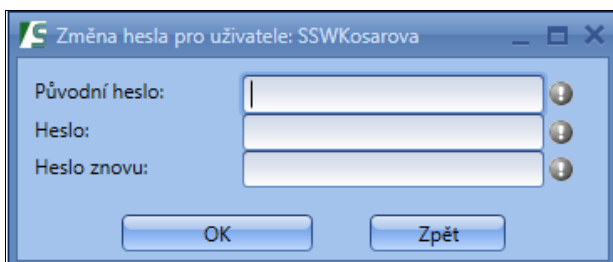 Změna hesla pro uživatele: SSWKosarova
Původní heslo:
Heslo:
Heslo znovu:
OK Zpět